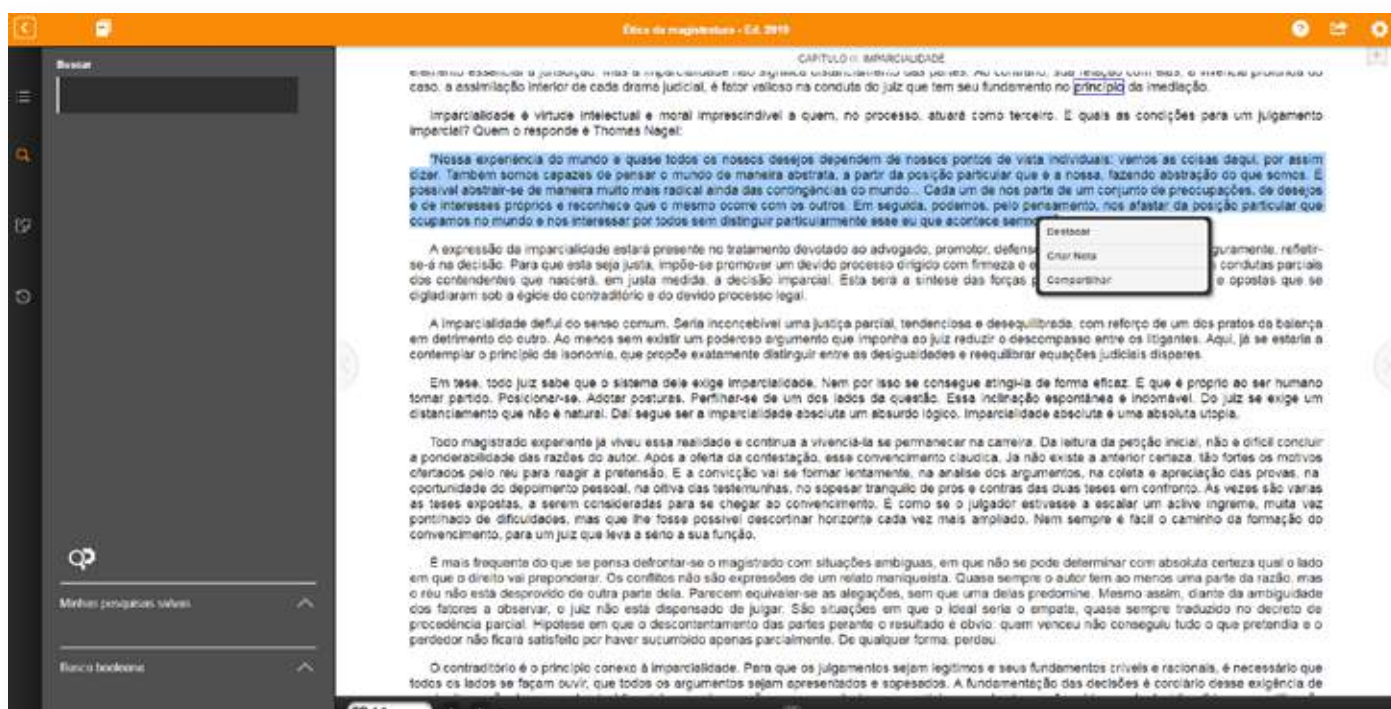 Ética da magistratura - Ed. 2019
Buscar
CAPÍTULO III. IMPARCIALIDADE
elemento essencial à jurisdição, mas a imparcialidade não significa distanciamento das partes. Ao contrário, sua relação com elas, a vivência profunda do
caso, a assimilação interior de cada drama judicial, é fator valioso na conduta do juiz que tem seu fundamento no princípio da imediação.
Imparcialidade é virtude intelectual e moral imprescindível a quem, no processo, atuará como terceiro. E quais as condições para um julgamento
imparcial? Quem o responde é Thomas Nagel:
"Nossa experiência do mundo e quase todos os nossos desejos dependem de nossos pontos de vista individuais: vemos as coisas daqui, por assim
dizer. Também somos capazes de pensar o mundo de maneira abstrata, a partir da posição particular que é a nossa, fazendo abstração do que somos. É
possível abstrair-se de maneira muito mais radical ainda das contingências do mundo... Cada um de nós parte de um conjunto de preocupações, de desejos
e de interesses próprios e reconhece que o mesmo ocorre com os outros. Em seguida, podemos, pelo pensamento, nos afastar da posição particular que
ocupamos no mundo e nos interessar por todos sem distinguir particularmente esse eu que acontece sermos
Destacar
Criar Nota
Compartilhar
A expressão da imparcialidade estará presente no tratamento devotado ao advogado, promotor, guramente, refletir-
se-á na decisão. Para que esta seja justa, impõe-se promover um devido processo dirigido com firmeza e condutas parciais
dos contendentes que nascerá, em justa medida, a decisão imparcial. Esta será a síntese das forças e opostas que se
digladiaram sob a égide do contraditório e do devido processo legal.
A imparcialidade deflui do senso comum. Seria inconcebível uma justiça parcial, tendenciosa e desequilibrada, com reforço de um dos pratos da balança
em detrimento do outro. Ao menos sem existir um poderoso argumento que imponha ao juiz reduzir o descompasso entre os litigantes. Aqui, já se estaria a
contemplar o princípio da isonomia, que propõe exatamente distinguir entre as desigualdades e reequilibrar equações judiciais díspares.
Em tese, todo juiz sabe que o sistema dele exige imparcialidade. Nem por isso se consegue atingi-la de forma eficaz. É que é próprio ao ser humano
tomar partido. Posicionar-se. Adotar posturas. Perfilhar-se de um dos lados da questão. Essa inclinação espontânea é indomável. Do juiz se exige um
distanciamento que não é natural. Daí segue ser a imparcialidade absoluta um absurdo lógico. Imparcialidade absoluta é uma absoluta utopia.
Todo magistrado experiente já viveu essa realidade e continua a vivenciá-la se permanecer na carreira. Da leitura da petição inicial, não é difícil concluir
a ponderabilidade das razões do autor. Após a oferta da contestação, esse convencimento claudica. Já não existe a anterior certeza, tão fortes os motivos
ofertados pelo réu para reagir à pretensão. E a convicção vai se formar lentamente, na análise dos argumentos, na coleta e apreciação das provas, na
oportunidade do depoimento pessoal, na oitiva das testemunhas, no sopesar tranquilo de prós e contras das duas teses em confronto. Às vezes são várias
as teses expostas, a serem consideradas para se chegar ao convencimento. É como se o julgador estivesse a escalar um aclive íngreme, muita vez
pontilhado de dificuldades, mas que lhe fosse possível descortinar horizonte cada vez mais ampliado. Nem sempre é fácil o caminho da formação do
convencimento, para um juiz que leva a sério a sua função.
É mais frequente do que se pensa defrontar-se o magistrado com situações ambíguas, em que não se pode determinar com absoluta certeza qual o lado
em que o direito vai preponderar. Os conflitos não são expressões de um relato maniqueísta. Quase sempre o autor tem ao menos uma parte da razão, mas
o réu não está desprovido de outra parte dela. Parecem equivaler-se as alegações, sem que uma delas predomine. Mesmo assim, diante da ambiguidade
dos fatores a observar, o juiz não está dispensado de julgar. São situações em que o ideal seria o empate, quase sempre traduzido no decreto de
procedência parcial. Hipótese em que o descontentamento das partes perante o resultado é óbvio: quem venceu não conseguiu tudo o que pretendia e o
perdedor não ficará satisfeito por haver sucumbido apenas parcialmente. De qualquer forma, perdeu.
O contraditório é o princípio conexo à imparcialidade. Para que os julgamentos sejam legítimos e seus fundamentos críveis e racionais, é necessário que
todos os lados se façam ouvir, que todos os argumentos sejam apresentados e sopesados. A fundamentação das decisões é corolário dessa exigência de
Minhas pesquisas salvas
Busca booleana